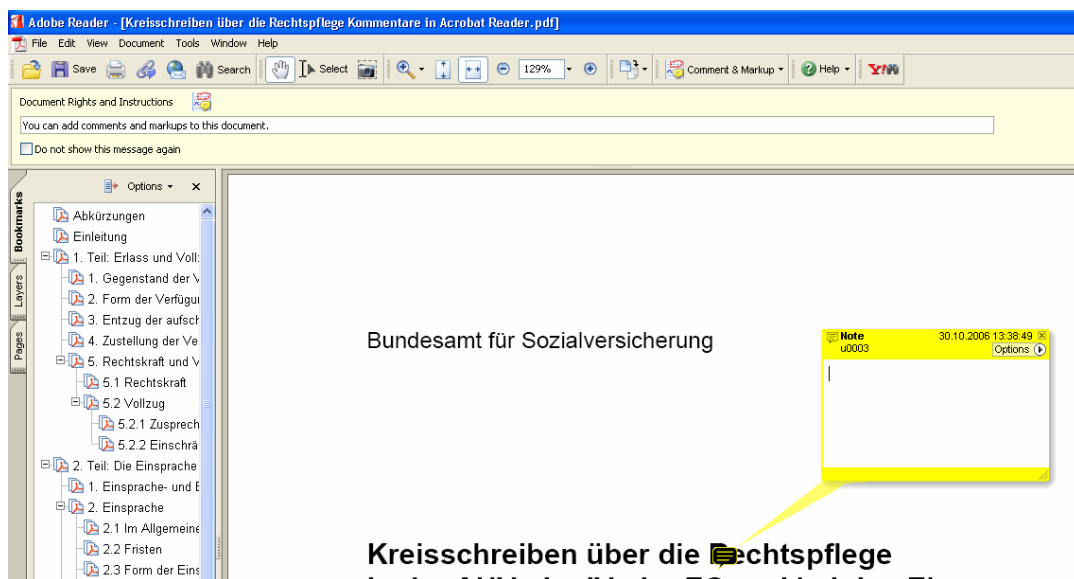 Adobe Reader - [Kreisschreiben über die Rechtspflege Kommentare in Acrobat Reader.pdf]
File Edit View Document Tools Window Help
Save Search Select 129% Comment & Markup Help Y!
Document Rights and Instructions
You can add comments and markups to this document.
Do not show this message again
Bookmarks
Layers
Pages
Options x
Abkürzungen
Einleitung
1. Teil: Erlass und Voll:
1. Gegenstand der V
2. Form der Verfügu
3. Entzug der aufsch
4. Zustellung der Ve
5. Rechtskraft und V
5.1 Rechtskraft
5.2 Vollzug
5.2.1 Zusprech
5.2.2 Einschrä
2. Teil: Die Einsprache
1. Einsprache- und B
2. Einsprache
2.1 Im Allgemeine
2.2 Fristen
2.3 Form der Eins
Bundesamt für Sozialversicherung
Note 30.10.2006 13:38:49
u0003 Options
Kreisschreiben über die Rechtspflege